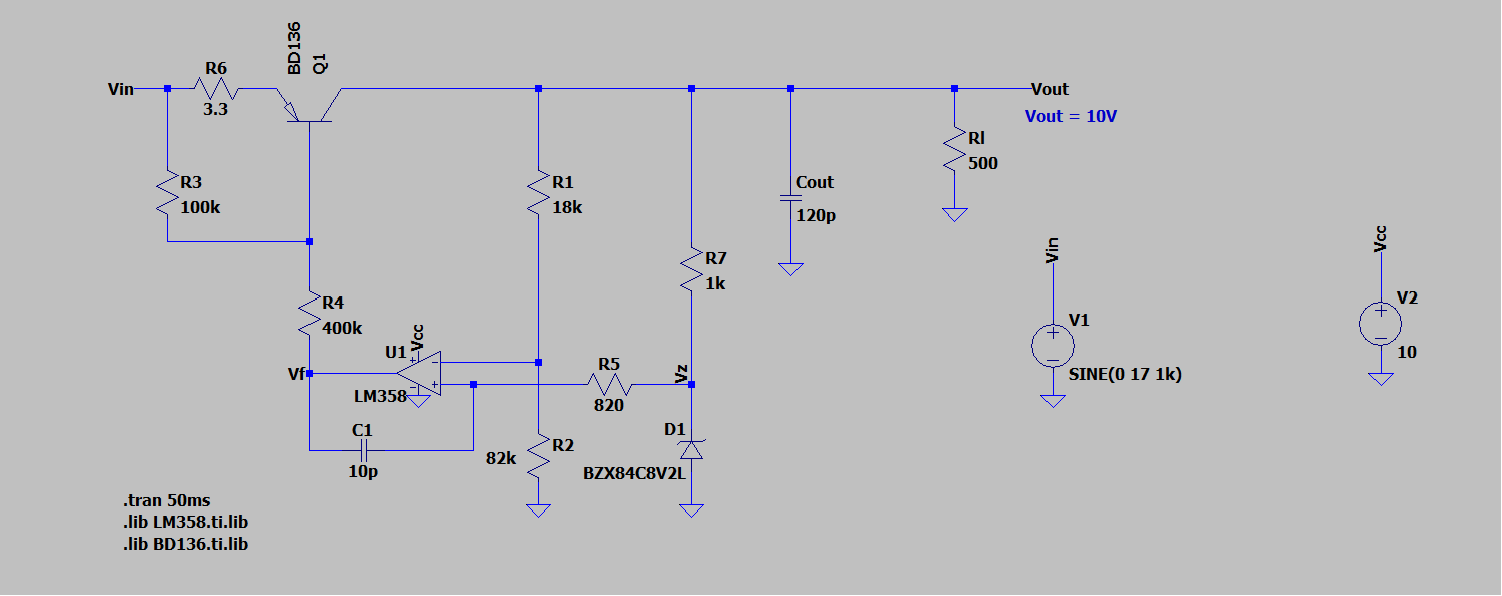 BD136
Q1
R6
3.3
Vin
Vout
Vout = 10V
R3
100k
R1
18k
Cout
120p
Rl
500
R7
1k
R4
400k
Vcc
U1
LM358
Vf
R5
820
Vz
C1
10p
82k
R2
D1
BZX84C8V2L
Vin
V1
SINE(0 17 1k)
Vcc
V2
10
.tran 50ms
.lib LM358.ti.lib
.lib BD136.ti.lib